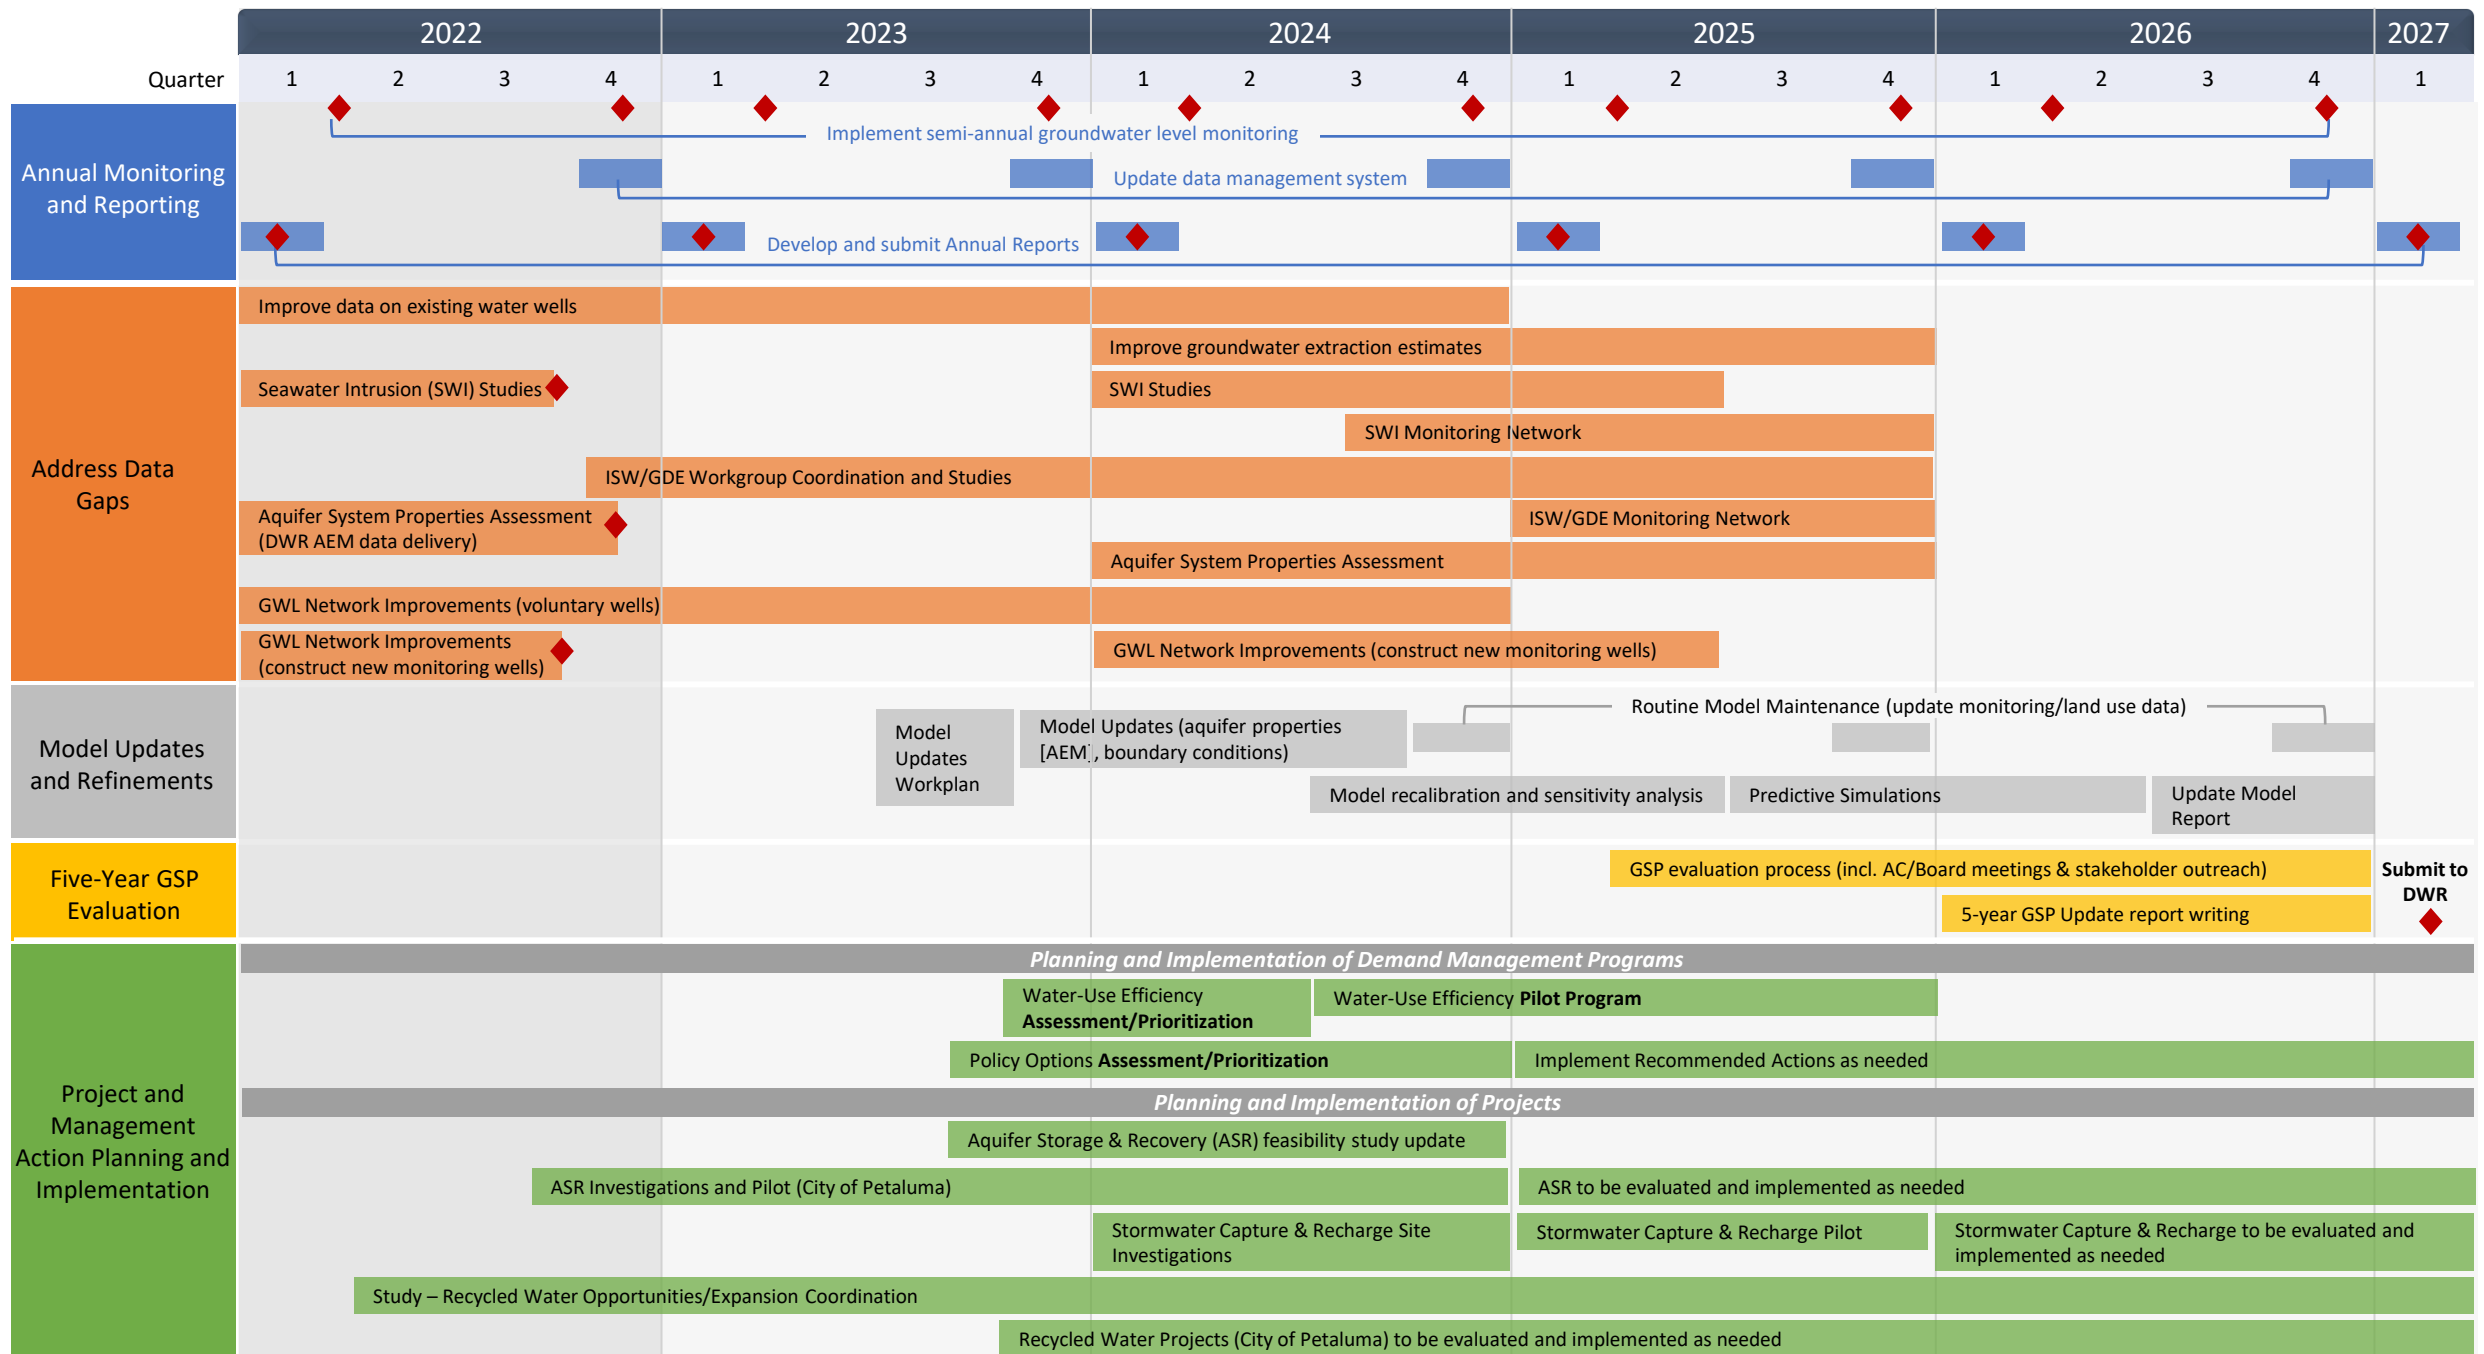 2022 2023 2024 2025 2026 2027
Quarter 1 2 3 4 1 2 3 4 1 2 3 4 1 2 3 4 1 2 3 4 1
Annual Monitoring
and Reporting
Implement semi-annual groundwater level monitoring
Update data management system
Develop and submit Annual Reports
Address Data
Gaps
Improve data on existing water wells
Improve groundwater extraction estimates
Seawater Intrusion (SWI) Studies
SWI Studies
SWI Monitoring Network
ISW/GDE Workgroup Coordination and Studies
Aquifer System Properties Assessment
(DWR AEM data delivery)
ISW/GDE Monitoring Network
Aquifer System Properties Assessment
GWL Network Improvements (voluntary wells)
GWL Network Improvements
(construct new monitoring wells)
GWL Network Improvements (construct new monitoring wells)
Model Updates
and Refinements
Model
Updates
Workplan
Model Updates (aquifer properties
[AEM], boundary conditions)
Routine Model Maintenance (update monitoring/land use data)
Model recalibration and sensitivity analysis
Predictive Simulations
Update Model
Report
Five-Year GSP
Evaluation
GSP evaluation process (incl. AC/Board meetings & stakeholder outreach)
5-year GSP Update report writing
Submit to
DWR
Project and
Management
Action Planning and
Implementation
Planning and Implementation of Demand Management Programs
Water-Use Efficiency
Assessment/Prioritization
Water-Use Efficiency Pilot Program
Policy Options Assessment/Prioritization
Implement Recommended Actions as needed
Planning and Implementation of Projects
Aquifer Storage & Recovery (ASR) feasibility study update
ASR Investigations and Pilot (City of Petaluma)
ASR to be evaluated and implemented as needed
Stormwater Capture & Recharge Site
Investigations
Stormwater Capture & Recharge Pilot
Stormwater Capture & Recharge to be evaluated and
implemented as needed
Study – Recycled Water Opportunities/Expansion Coordination
Recycled Water Projects (City of Petaluma) to be evaluated and implemented as needed